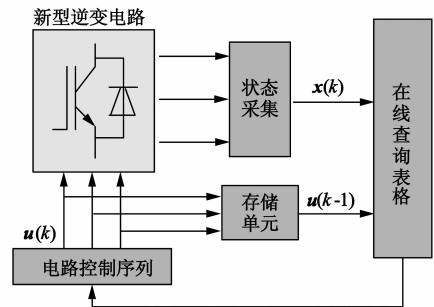 新型逆变电路
状态
采集
x(k)
在线查询表格
存储
单元
u(k-1)
u(k)
电路控制序列